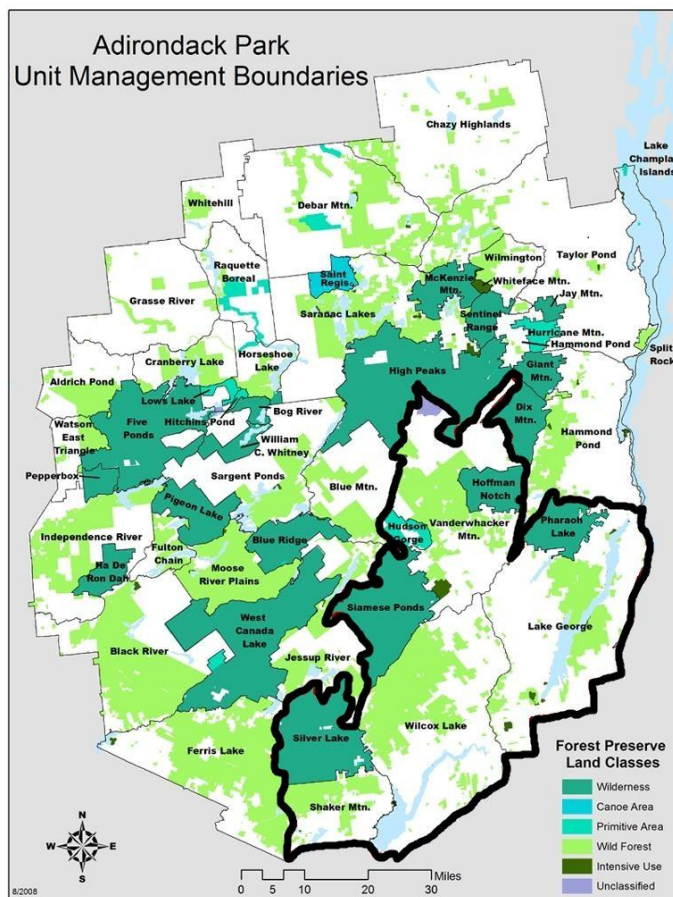 Adirondack Park
Unit Management Boundaries
Chazy Highlands
Lake
Champlain
Islands
Whitehill
Debar Mtn.
Wilmington
Taylor Pond
Raquette
Boreal
Saint
Regis
McKenzie
Mtn.
Whiteface Mtn.
Jay Mtn.
Grasse River
Saranac Lakes
Sentinel
Range
Hurricane Mtn.
Hammond Pond
Split
Rock
Cranberry Lake
Horseshoe
Lake
High Peaks
Giant
Mtn.
Aldrich Pond
Lows Lake
Bog River
Dix
Mtn.
Watson
East
Triangle
Five
Ponds
Hitchins Pond
William
C. Whitney
Hammond
Pond
Pepperbox
Sargent Ponds
Blue Mtn.
Hoffman
Notch
Pigeon Lake
Hudson
Gorge
Vanderwhacker
Mtn.
Pharaoh
Lake
Independence River
Fulton
Chain
Blue Ridge
Ha De
Ron Dah
Moose
River Plains
Siamese Ponds
West
Canada
Lake
Lake George
Black River
Jessup River
Ferris Lake
Silver Lake
Wilcox Lake
Shaker Mtn.
Forest Preserve
Land Classes
Wilderness
Canoe Area
Primitive Area
Wild Forest
Intensive Use
Unclassified
N
W E
S
Miles
0 5 10 20 30
8/2008